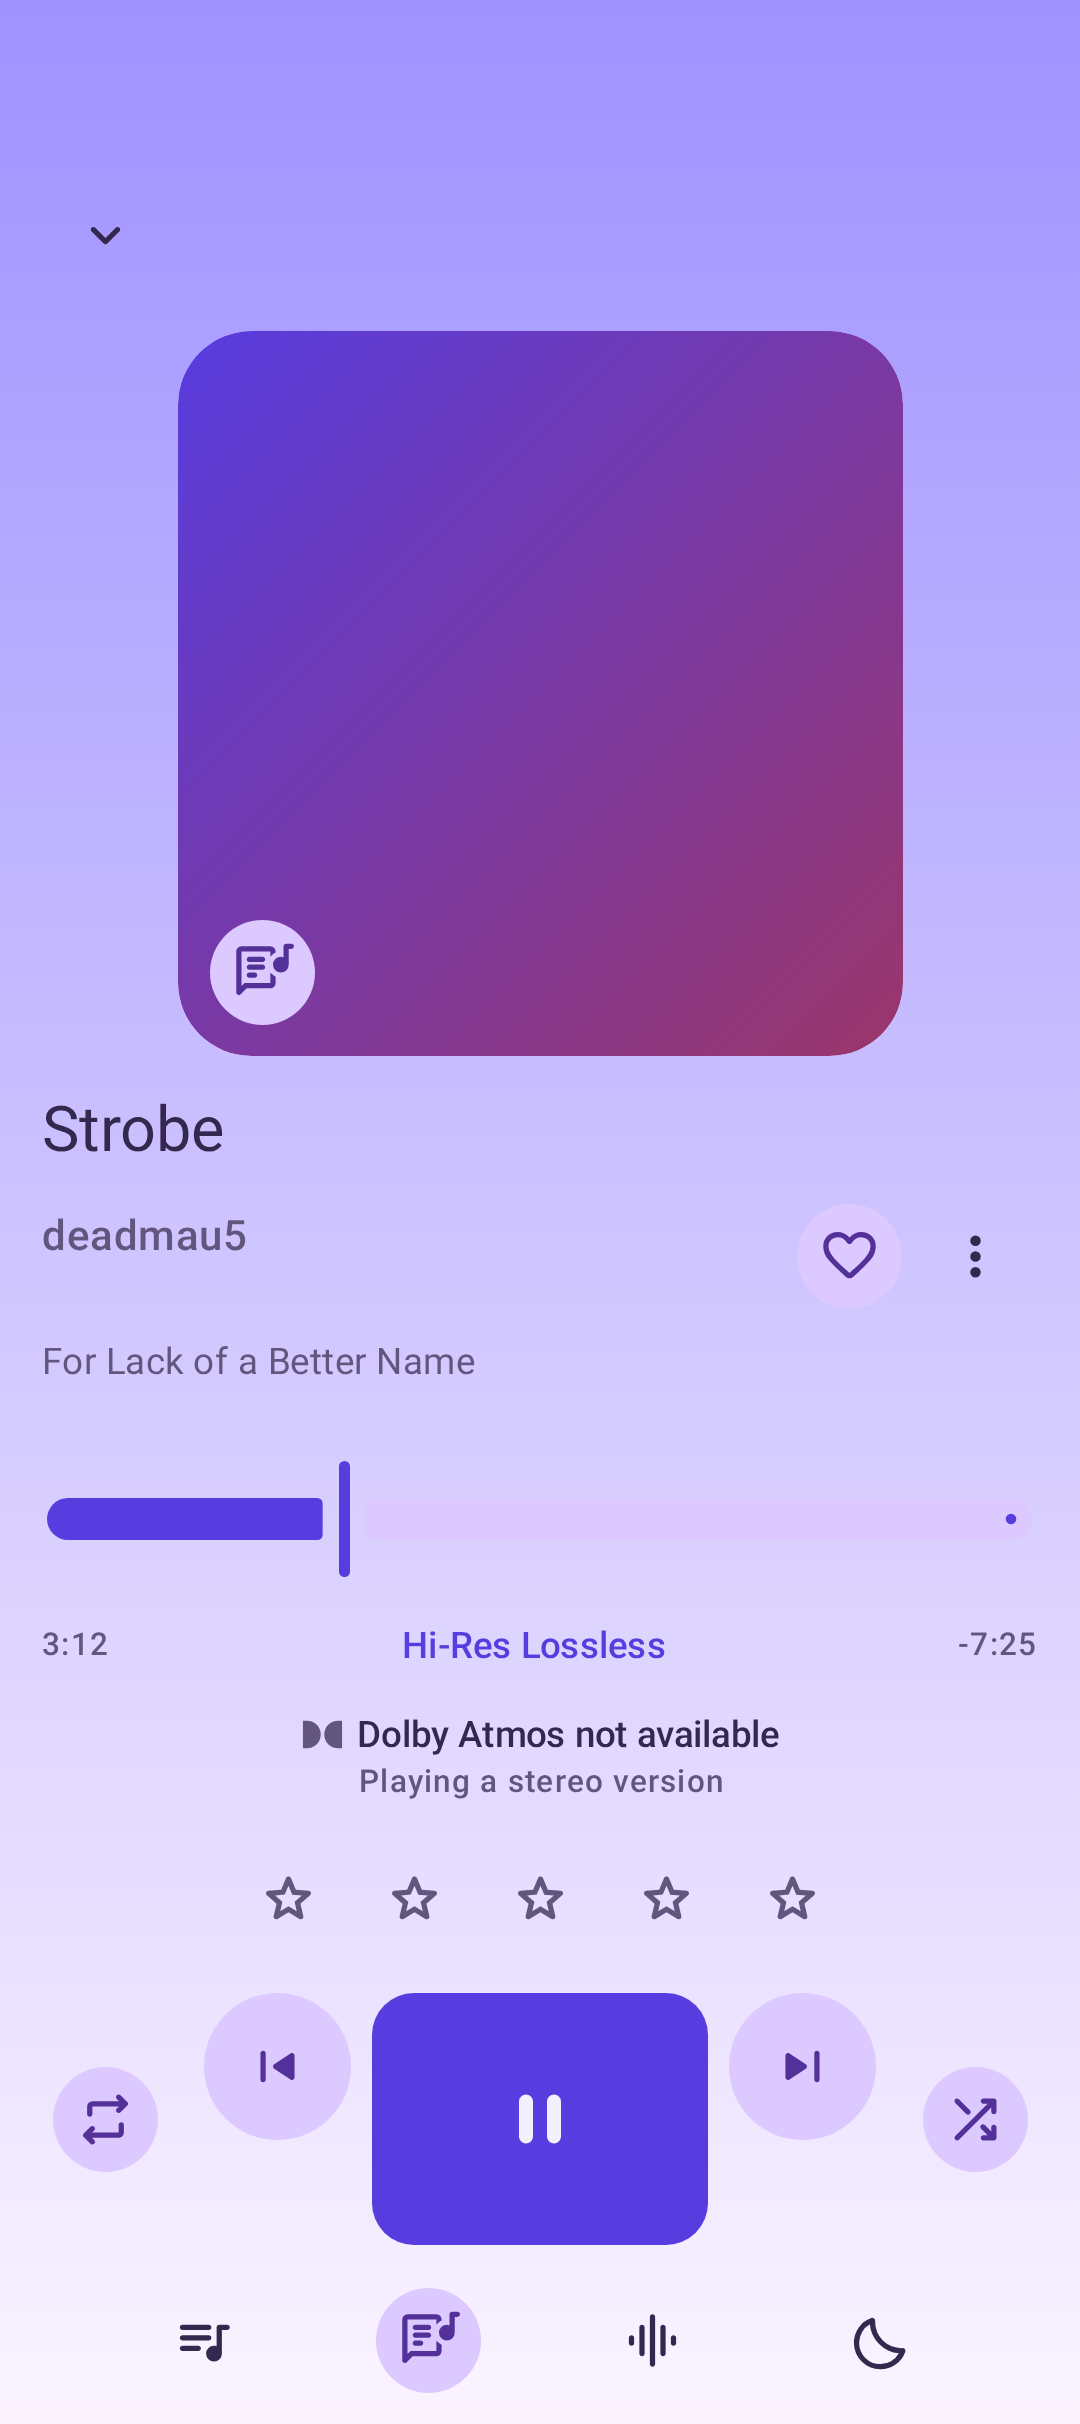 Strobe
deadmau5
For Lack of a Better Name
3:12
Hi-Res Lossless
-7:25
Dolby Atmos not available
Playing a stereo version